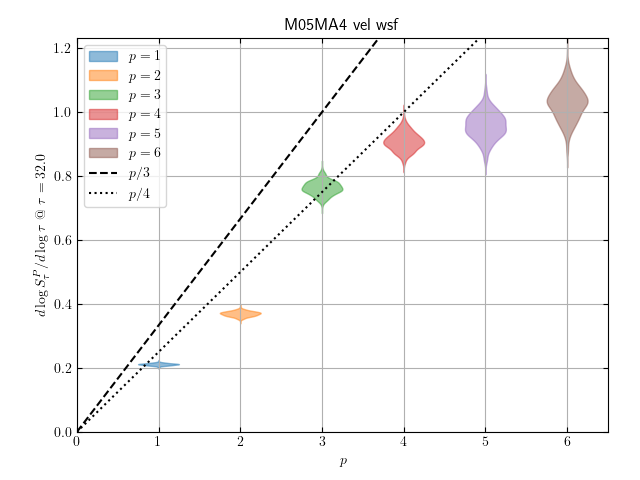 M05MA4 vel wsf
1.2
1.0
0.8
0.6
0.4
0.2
0.0
d log S_τ^P / d log τ @ τ = 32.0
p = 1
p = 2
p = 3
p = 4
p = 5
p = 6
p/3
p/4
0 1 2 3 4 5 6
p